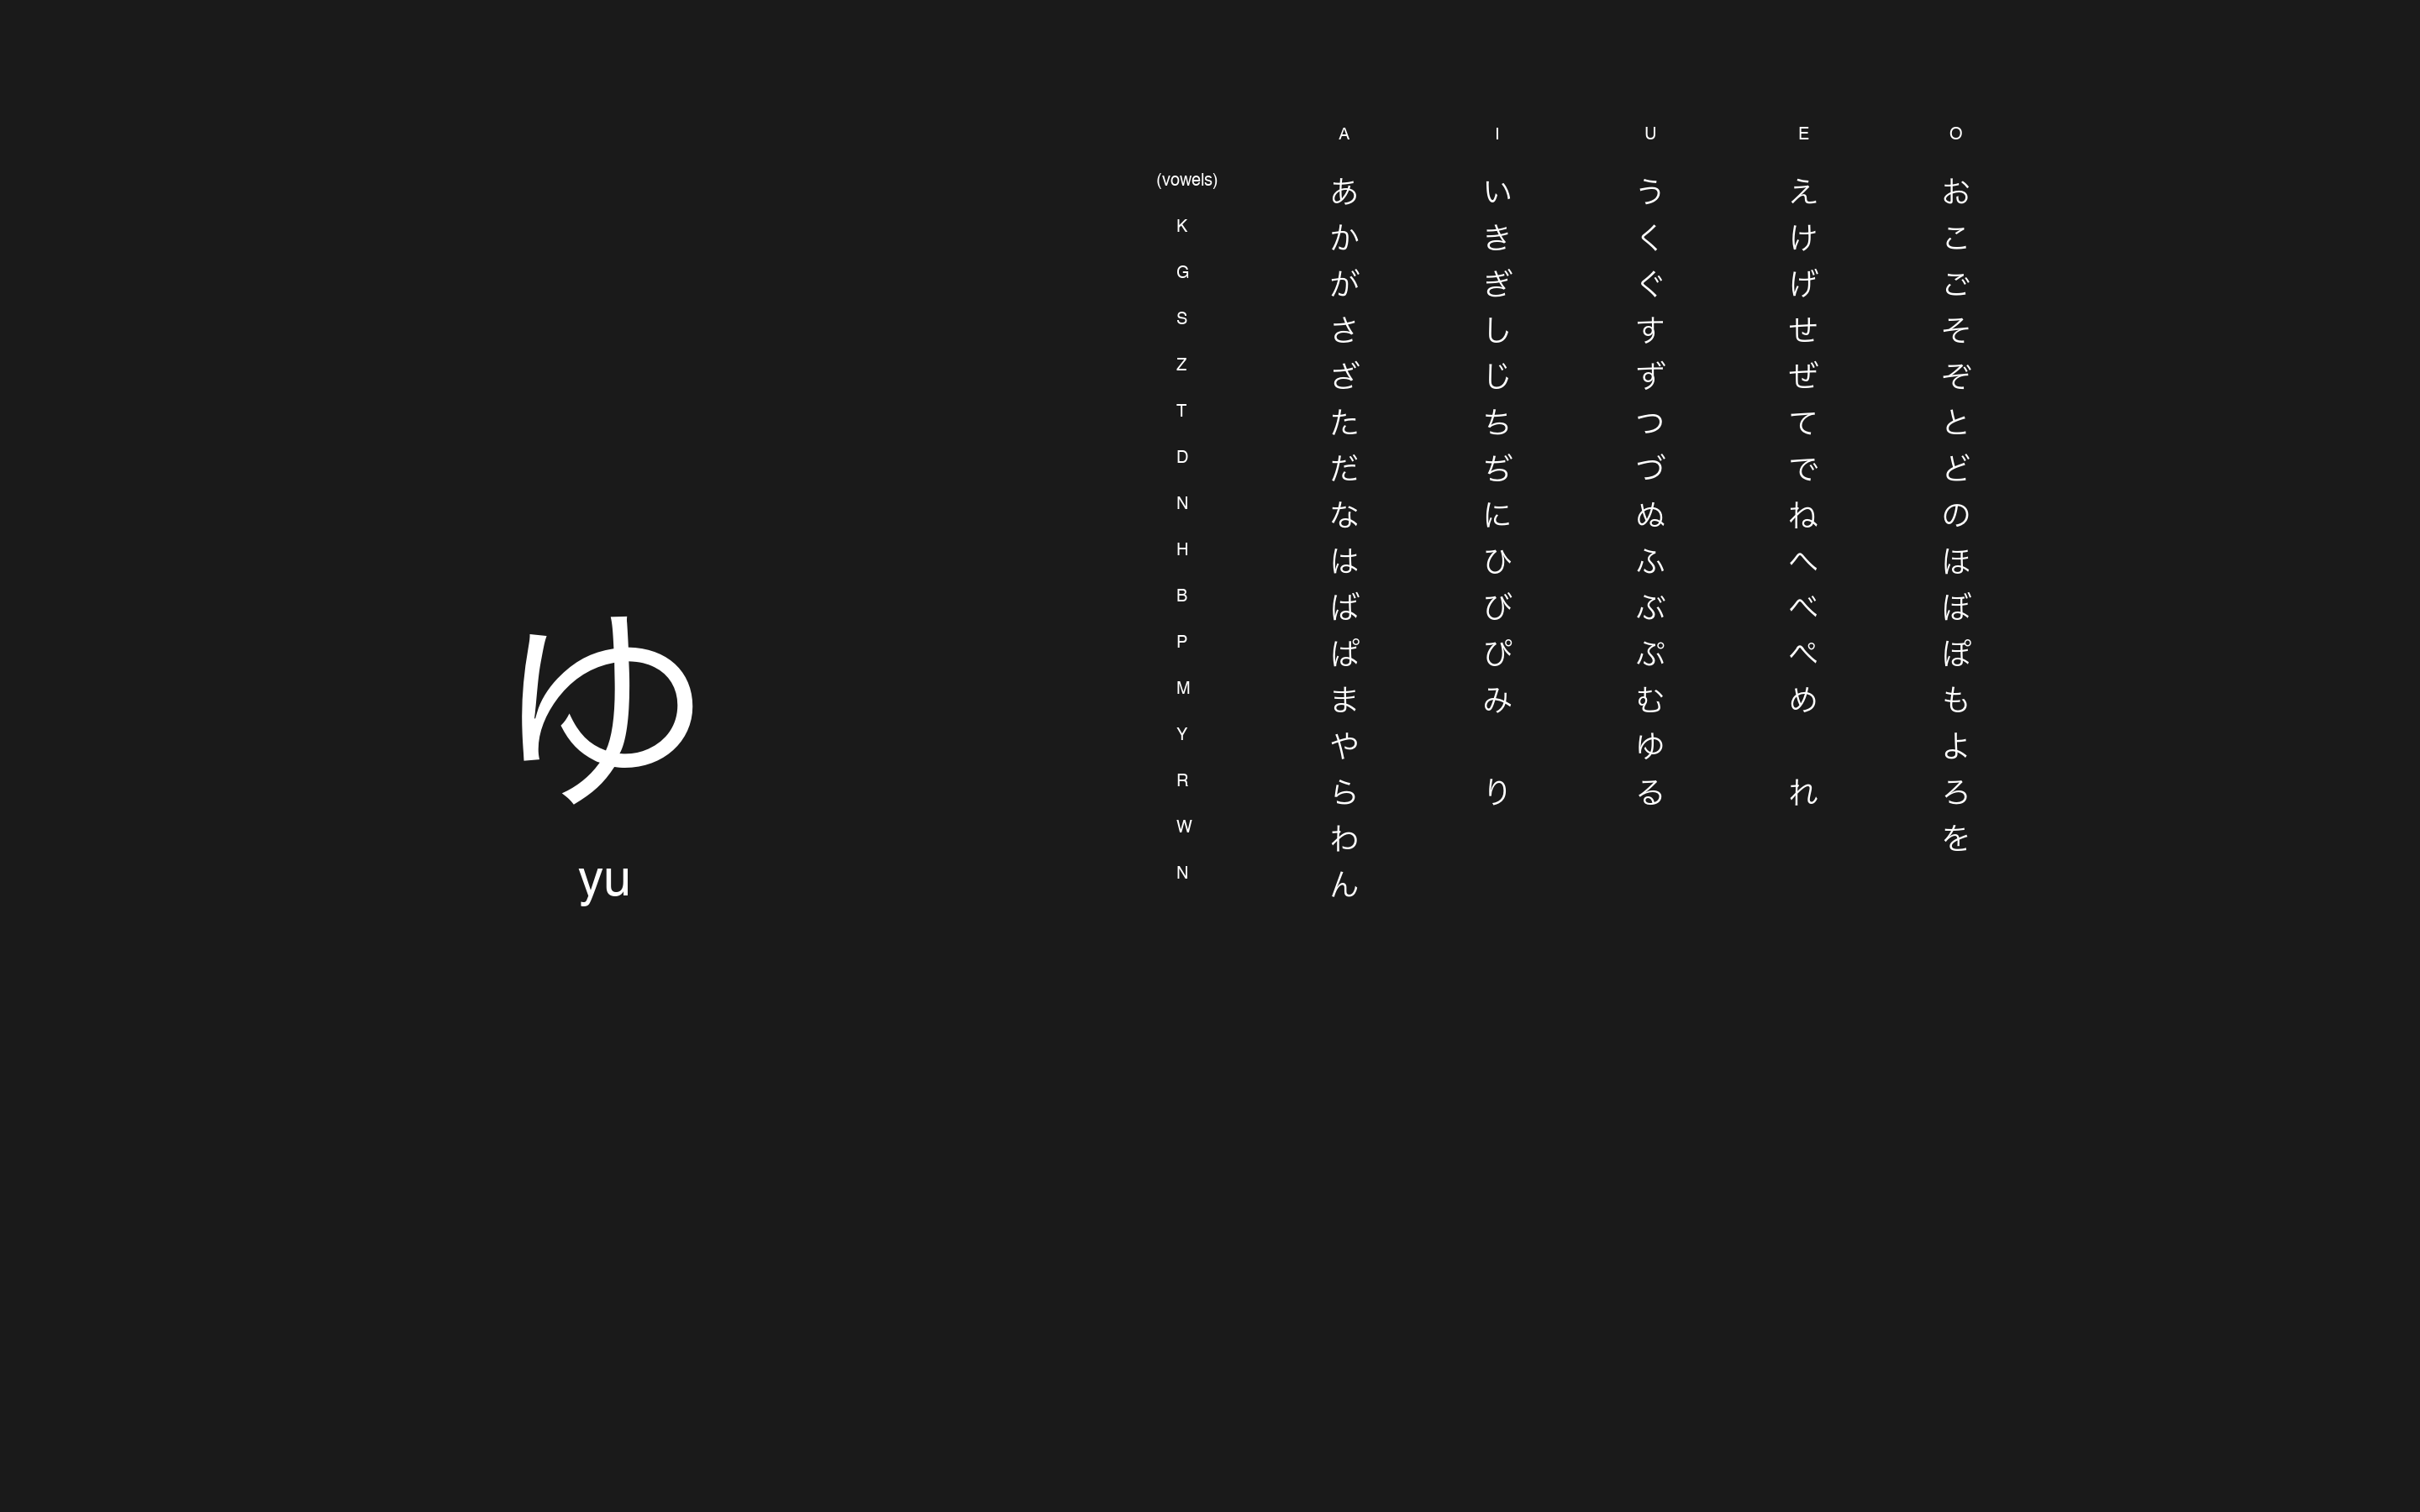 ゆ
yu
A I U E O
(vowels) あ い う え お
K か き く け こ
G が ぎ ぐ げ ご
S さ し す せ そ
Z ざ じ ず ぜ ぞ
T た ち つ て と
D だ ぢ づ で ど
N な に ぬ ね の
H は ひ ふ へ ほ
B ば び ぶ べ ぼ
P ぱ ぴ ぷ ぺ ぽ
M ま み む め も
Y や ゆ よ
R ら り る れ ろ
W わ を
N ん